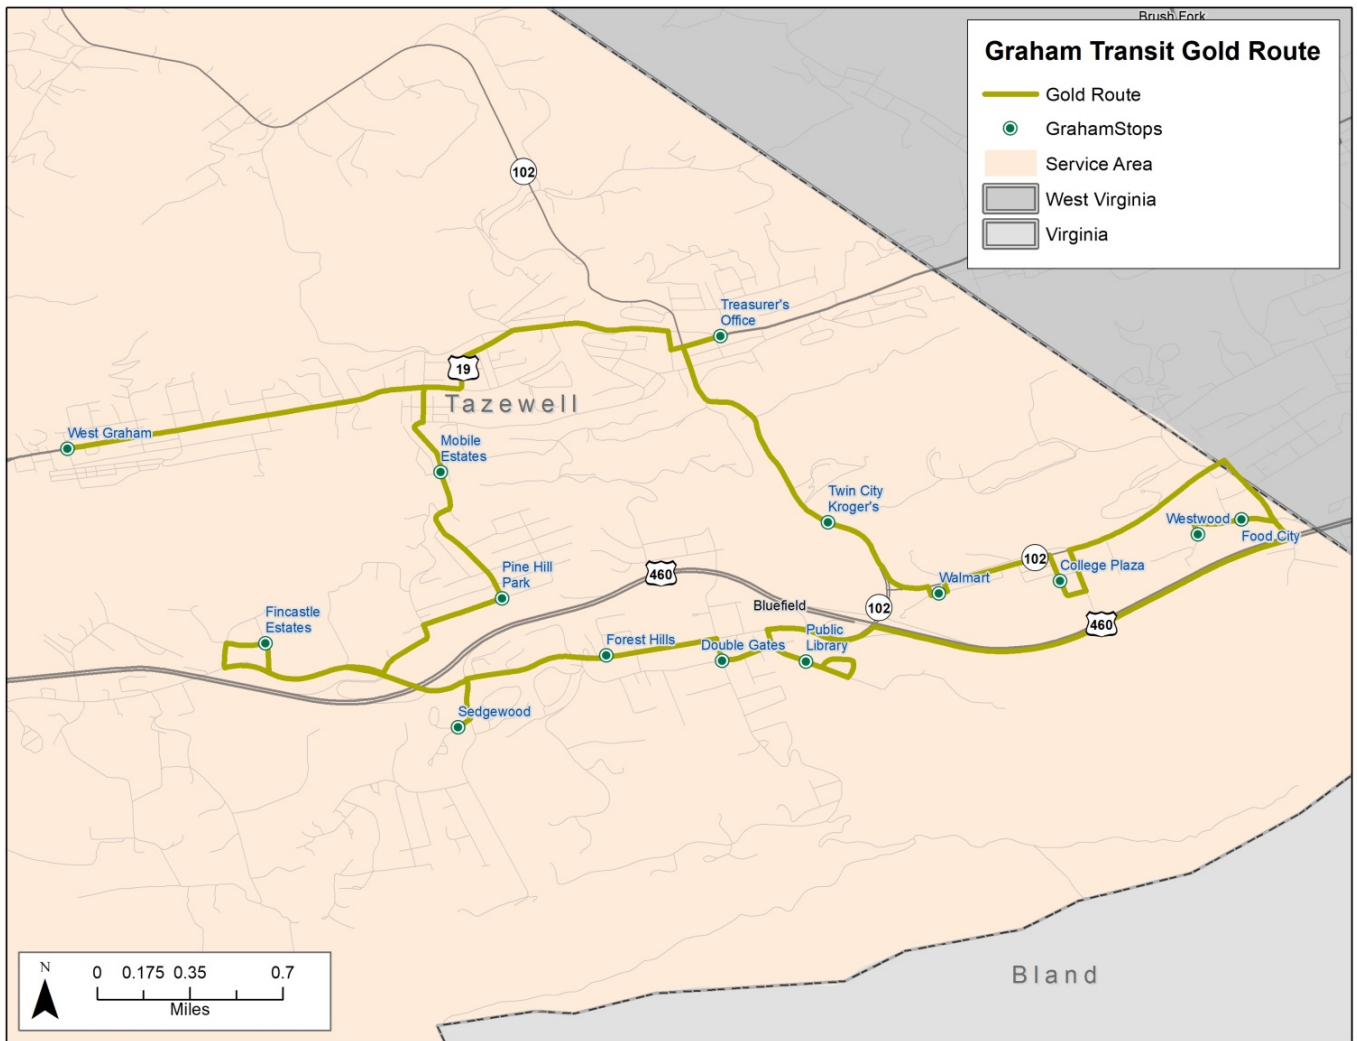 Brush Fork
Graham Transit Gold Route
Gold Route
GrahamStops
Service Area
West Virginia
Virginia
102
Treasurer's
Office
19
Tazewell
West Graham
Mobile
Estates
Twin City
Kroger's
Westwood
Food City
102
College Plaza
Pine Hill
Park
460
Walmart
Bluefield
102
460
Fincastle
Estates
Forest Hills
Double Gates
Public
Library
Sedgewood
Bland
N
0 0.175 0.35 0.7
Miles